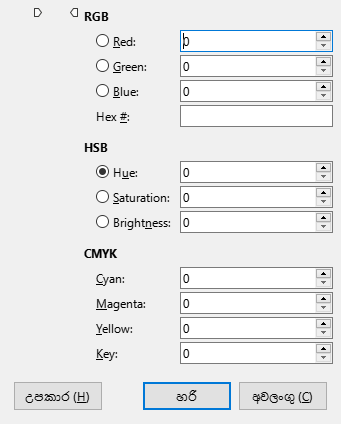 RGB
Red: 0
Green: 0
Blue: 0
Hex #:
HSB
Hue: 0
Saturation: 0
Brightness: 0
CMYK
Cyan: 0
Magenta: 0
Yellow: 0
Key: 0
උපකාර (H) හරි අවලංගු (C)